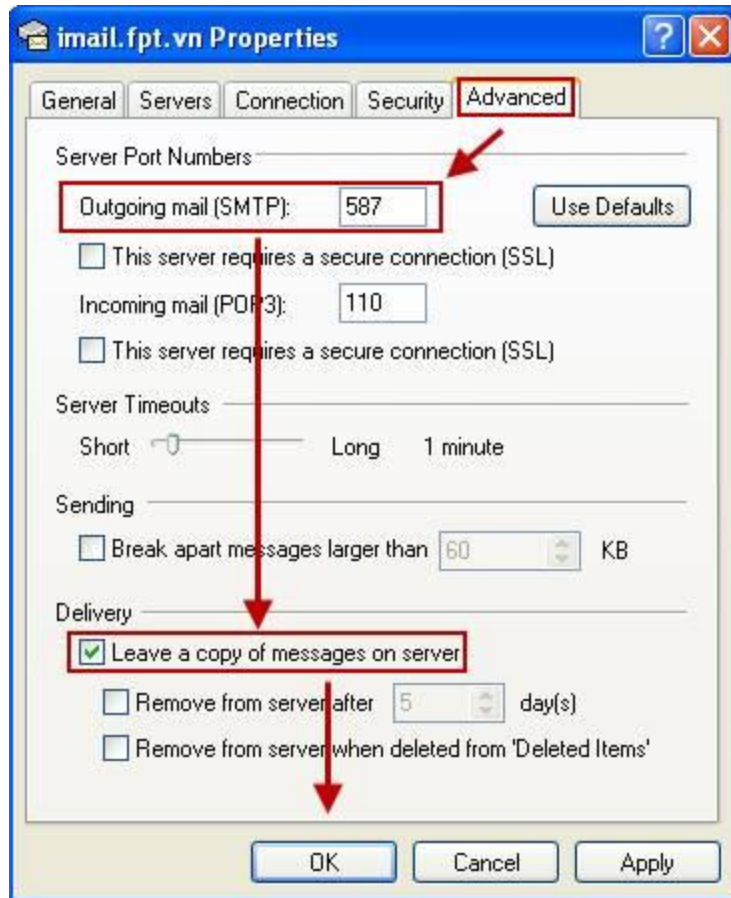 imail.fpt.vn Properties
General Servers Connection Security Advanced
Server Port Numbers
Outgoing mail (SMTP): 587 Use Defaults
This server requires a secure connection (SSL)
Incoming mail (POP3): 110
This server requires a secure connection (SSL)
Server Timeouts
Short Long 1 minute
Sending
Break apart messages larger than 60 KB
Delivery
Leave a copy of messages on server
Remove from server after 5 day(s)
Remove from server when deleted from 'Deleted Items'
OK Cancel Apply